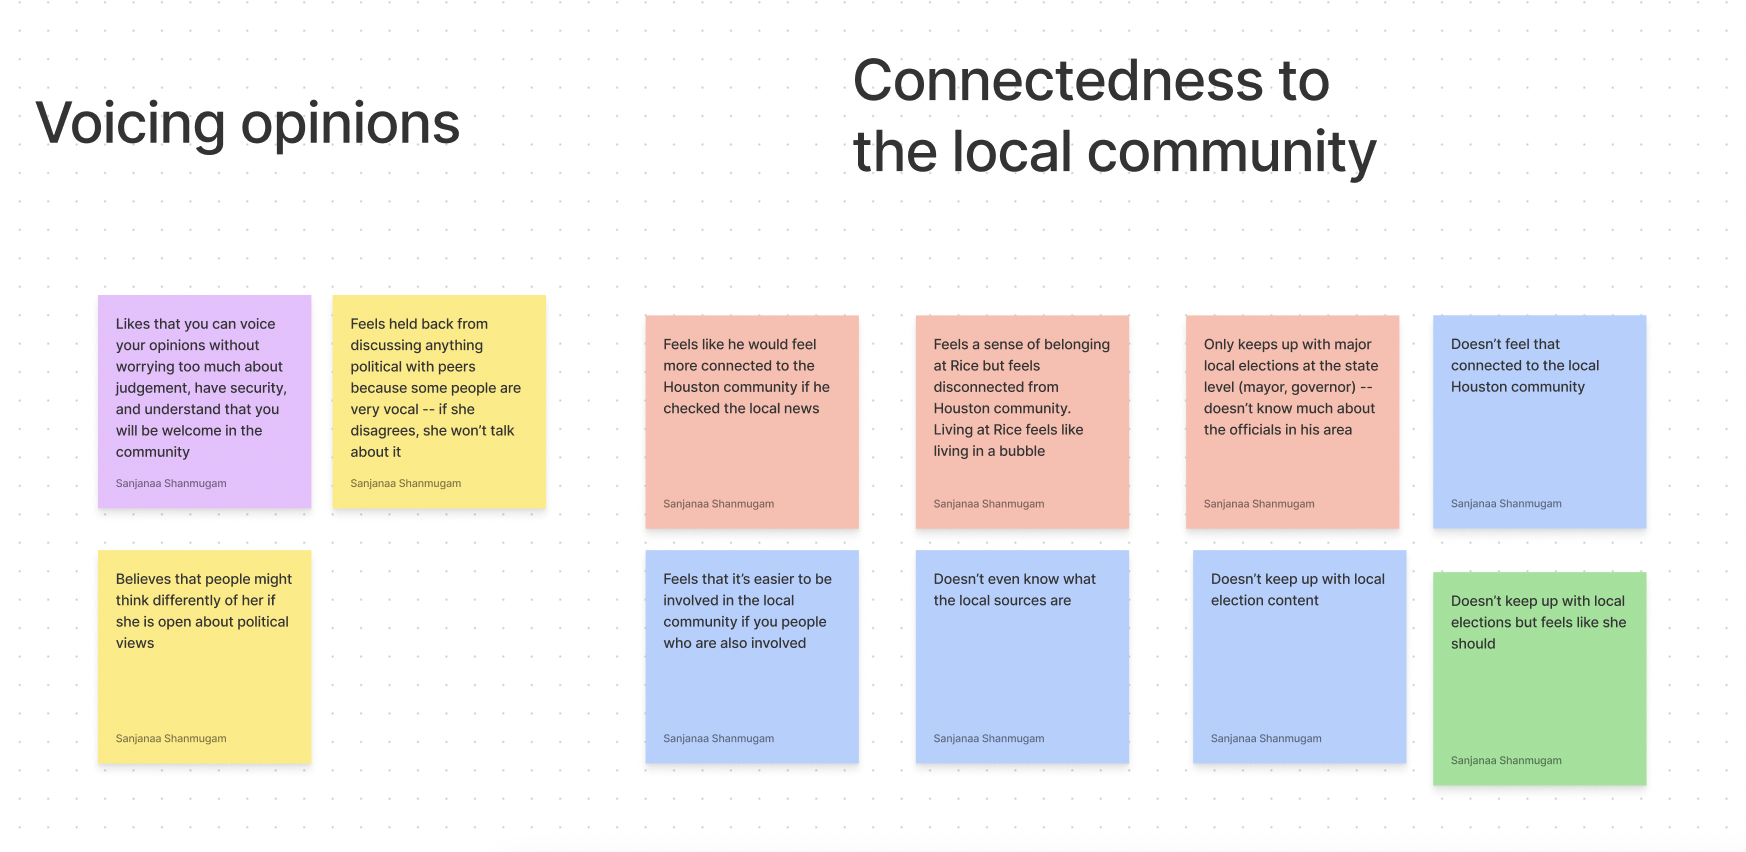 Voicing opinions
Connectedness to
the local community
Likes that you can voice
your opinions without
worrying too much about
judgement, have security,
and understand that you
will be welcome in the
community
Sanjanaa Shanmugam
Feels held back from
discussing anything
political with peers
because some people are
very vocal -- if she
disagrees, she won't talk
about it
Sanjanaa Shanmugam
Believes that people might
think differently of her if
she is open about political
views
Sanjanaa Shanmugam
Feels like he would feel
more connected to the
Houston community if he
checked the local news
Sanjanaa Shanmugam
Feels a sense of belonging
at Rice but feels
disconnected from
Houston community.
Living at Rice feels like
living in a bubble
Sanjanaa Shanmugam
Only keeps up with major
local elections at the state
level (mayor, governor) --
doesn't know much about
the officials in his area
Sanjanaa Shanmugam
Doesn't feel that
connected to the local
Houston community
Sanjanaa Shanmugam
Feels that it's easier to be
involved in the local
community if you people
who are also involved
Sanjanaa Shanmugam
Doesn't even know what
the local sources are
Sanjanaa Shanmugam
Doesn't keep up with local
election content
Sanjanaa Shanmugam
Doesn't keep up with local
elections but feels like she
should
Sanjanaa Shanmugam